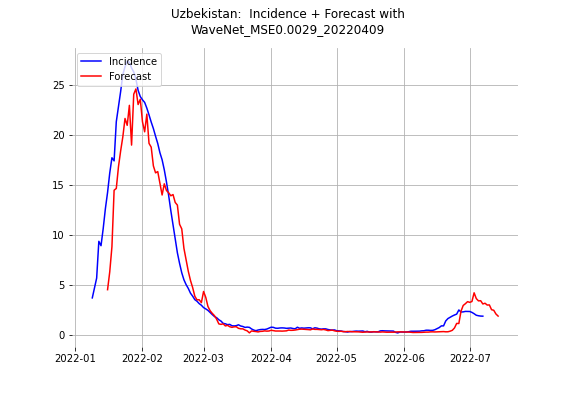 Uzbekistan:  Incidence + Forecast with
WaveNet_MSE0.0029_20220409
Incidence
Forecast
25
20
15
10
5
0
2022-01 2022-02 2022-03 2022-04 2022-05 2022-06 2022-07